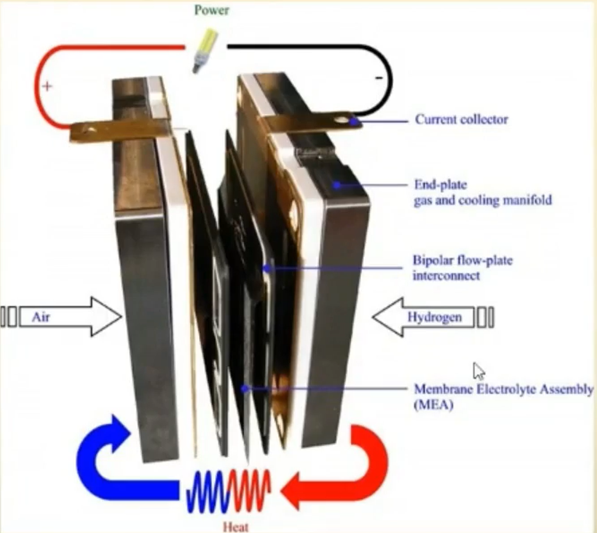 Power
+
-
Current collector
End-plate
gas and cooling manifold
Bipolar flow-plate
interconnect
Air
Hydrogen
Membrane Electrolyte Assembly
(MEA)
Heat